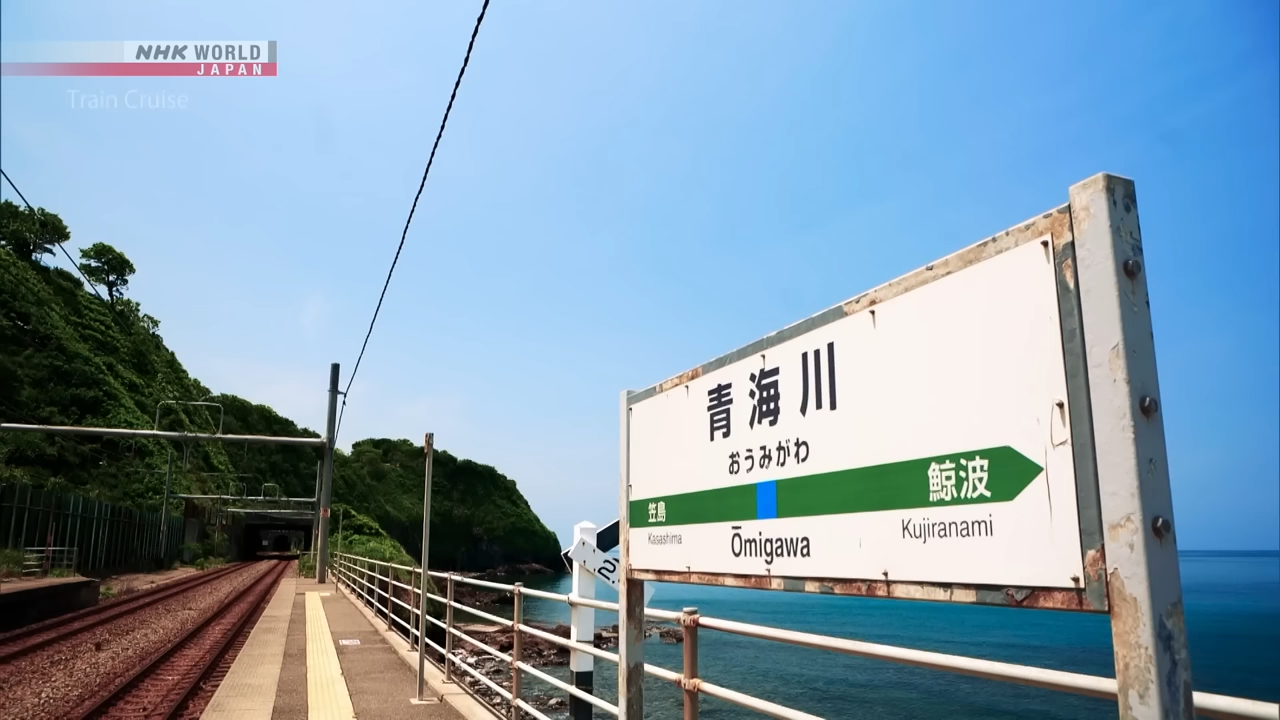 NHK WORLD
JAPAN
Train Cruise
青海川
おうみがわ
笠島
鯨波
Kasashima
Ōmigawa
Kujiranami
2